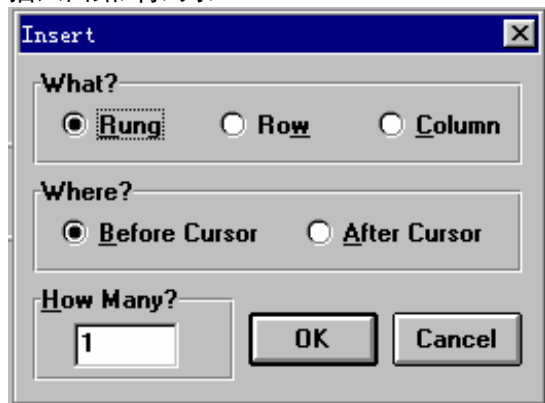 Insert
What?
Rung Row Column
Where?
Before Cursor After Cursor
How Many?
1 OK Cancel